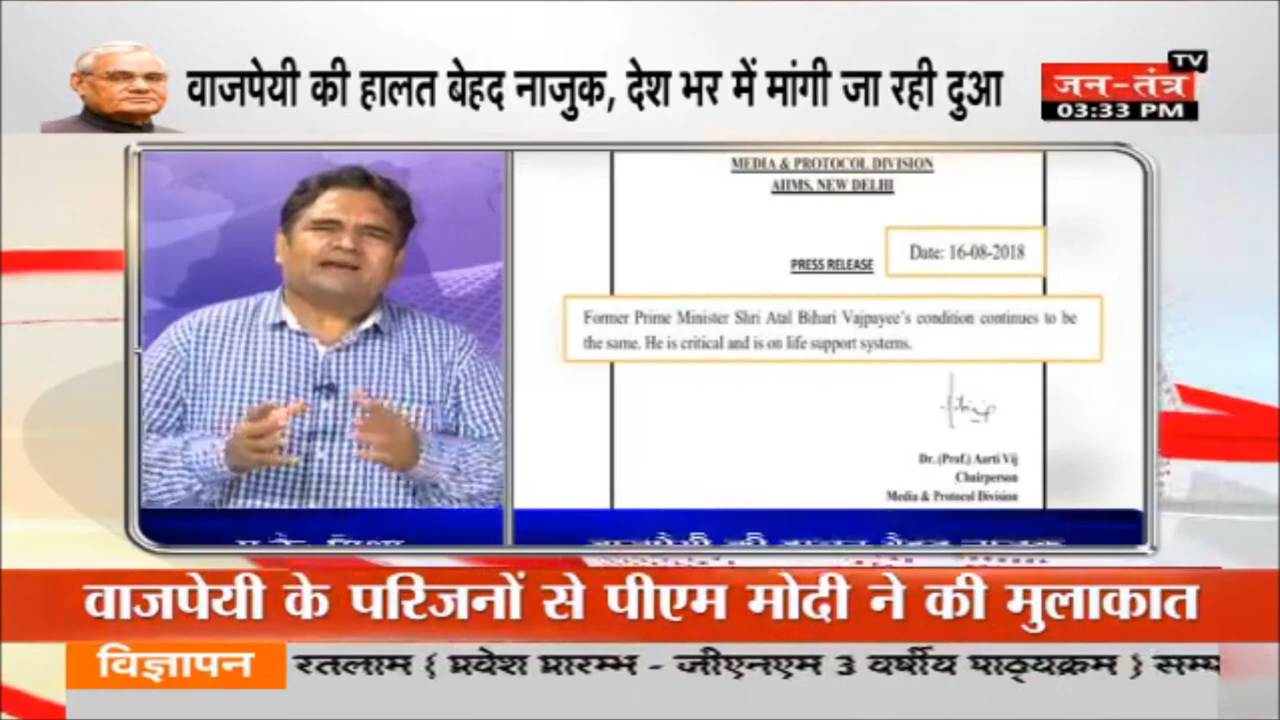 वाजपेयी की हालत बेहद नाजुक, देश भर में मांगी जा रही दुआ
जन-तंत्र TV
03:33 PM
MEDIA & PROTOCOL DIVISION
AIIMS, NEW DELHI
Date: 16-08-2018
PRESS RELEASE
Former Prime Minister Shri Atal Bihari Vajpayee's condition continues to be
the same. He is critical and is on life support systems.
Dr. (Prof.) Aarti Vij
Chairperson
Media & Protocol Division
वाजपेयी की हालत बेहद नाजुक
वाजपेयी के परिजनों से पीएम मोदी ने की मुलाकात
विज्ञापन रतलाम ( प्रवेश प्रारम्भ - जीएनएम 3 वर्षीय पाठ्यक्रम )